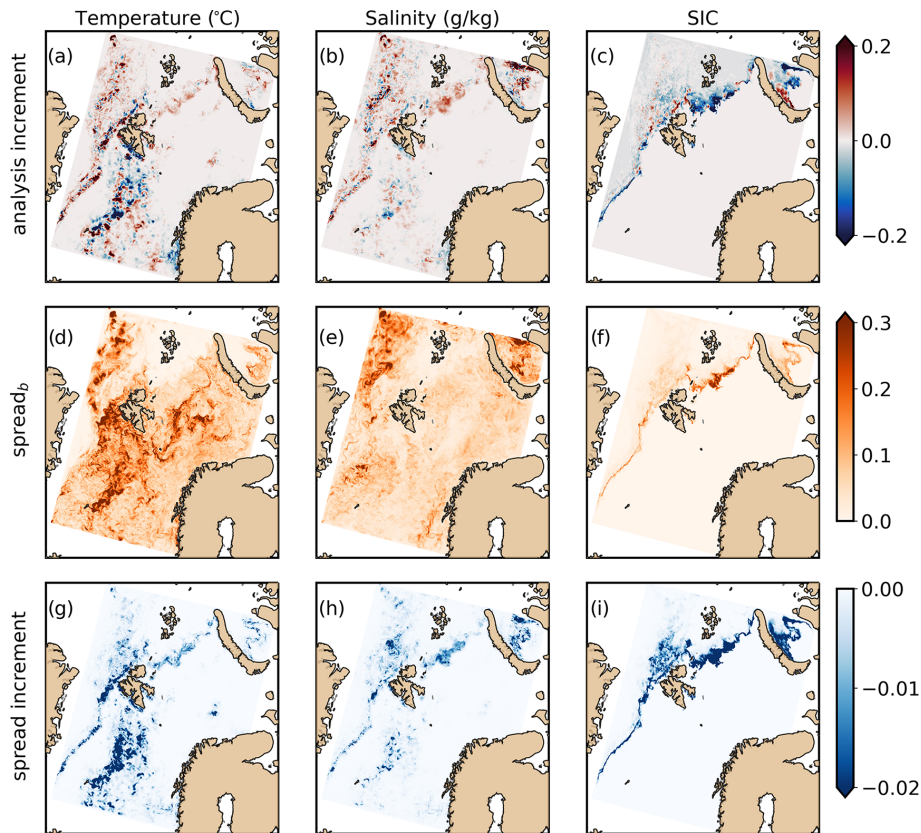 Temperature (°C) Salinity (g/kg) SIC
analysis increment (a) (b) (c) 0.2
0.0
−0.2
spread_b (d) (e) (f) 0.3
0.2
0.1
0.0
spread increment (g) (h) (i) 0.00
−0.01
−0.02